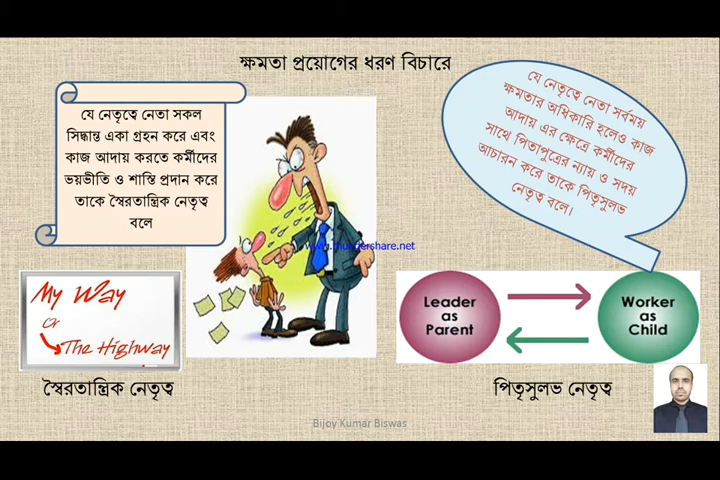 ক্ষমতা প্রয়োগের ধরণ বিচারে
যে নেতৃত্বে নেতা সকল
সিদ্ধান্ত একা গ্রহন করে এবং
কাজ আদায় করতে কর্মীদের
ভয়ভীতি ও শাস্তি প্রদান করে
তাকে স্বৈরতান্ত্রিক নেতৃত্ব
বলে
যে নেতৃত্বে নেতা সর্বময়
ক্ষমতার অধিকারি হলেও কাজ
আদায় এর ক্ষেত্রে কর্মীদের
সাথে পিতাপুত্রের ন্যায় ও সদয়
আচারন করে তাকে পিতৃসুলভ
নেতৃত্ব বলে।
www.thundershare.net
My Way
or
The Highway
Leader
as
Parent
Worker
as
Child
স্বৈরতান্ত্রিক নেতৃত্ব
পিতৃসুলভ নেতৃত্ব
Bijoy Kumar Biswas